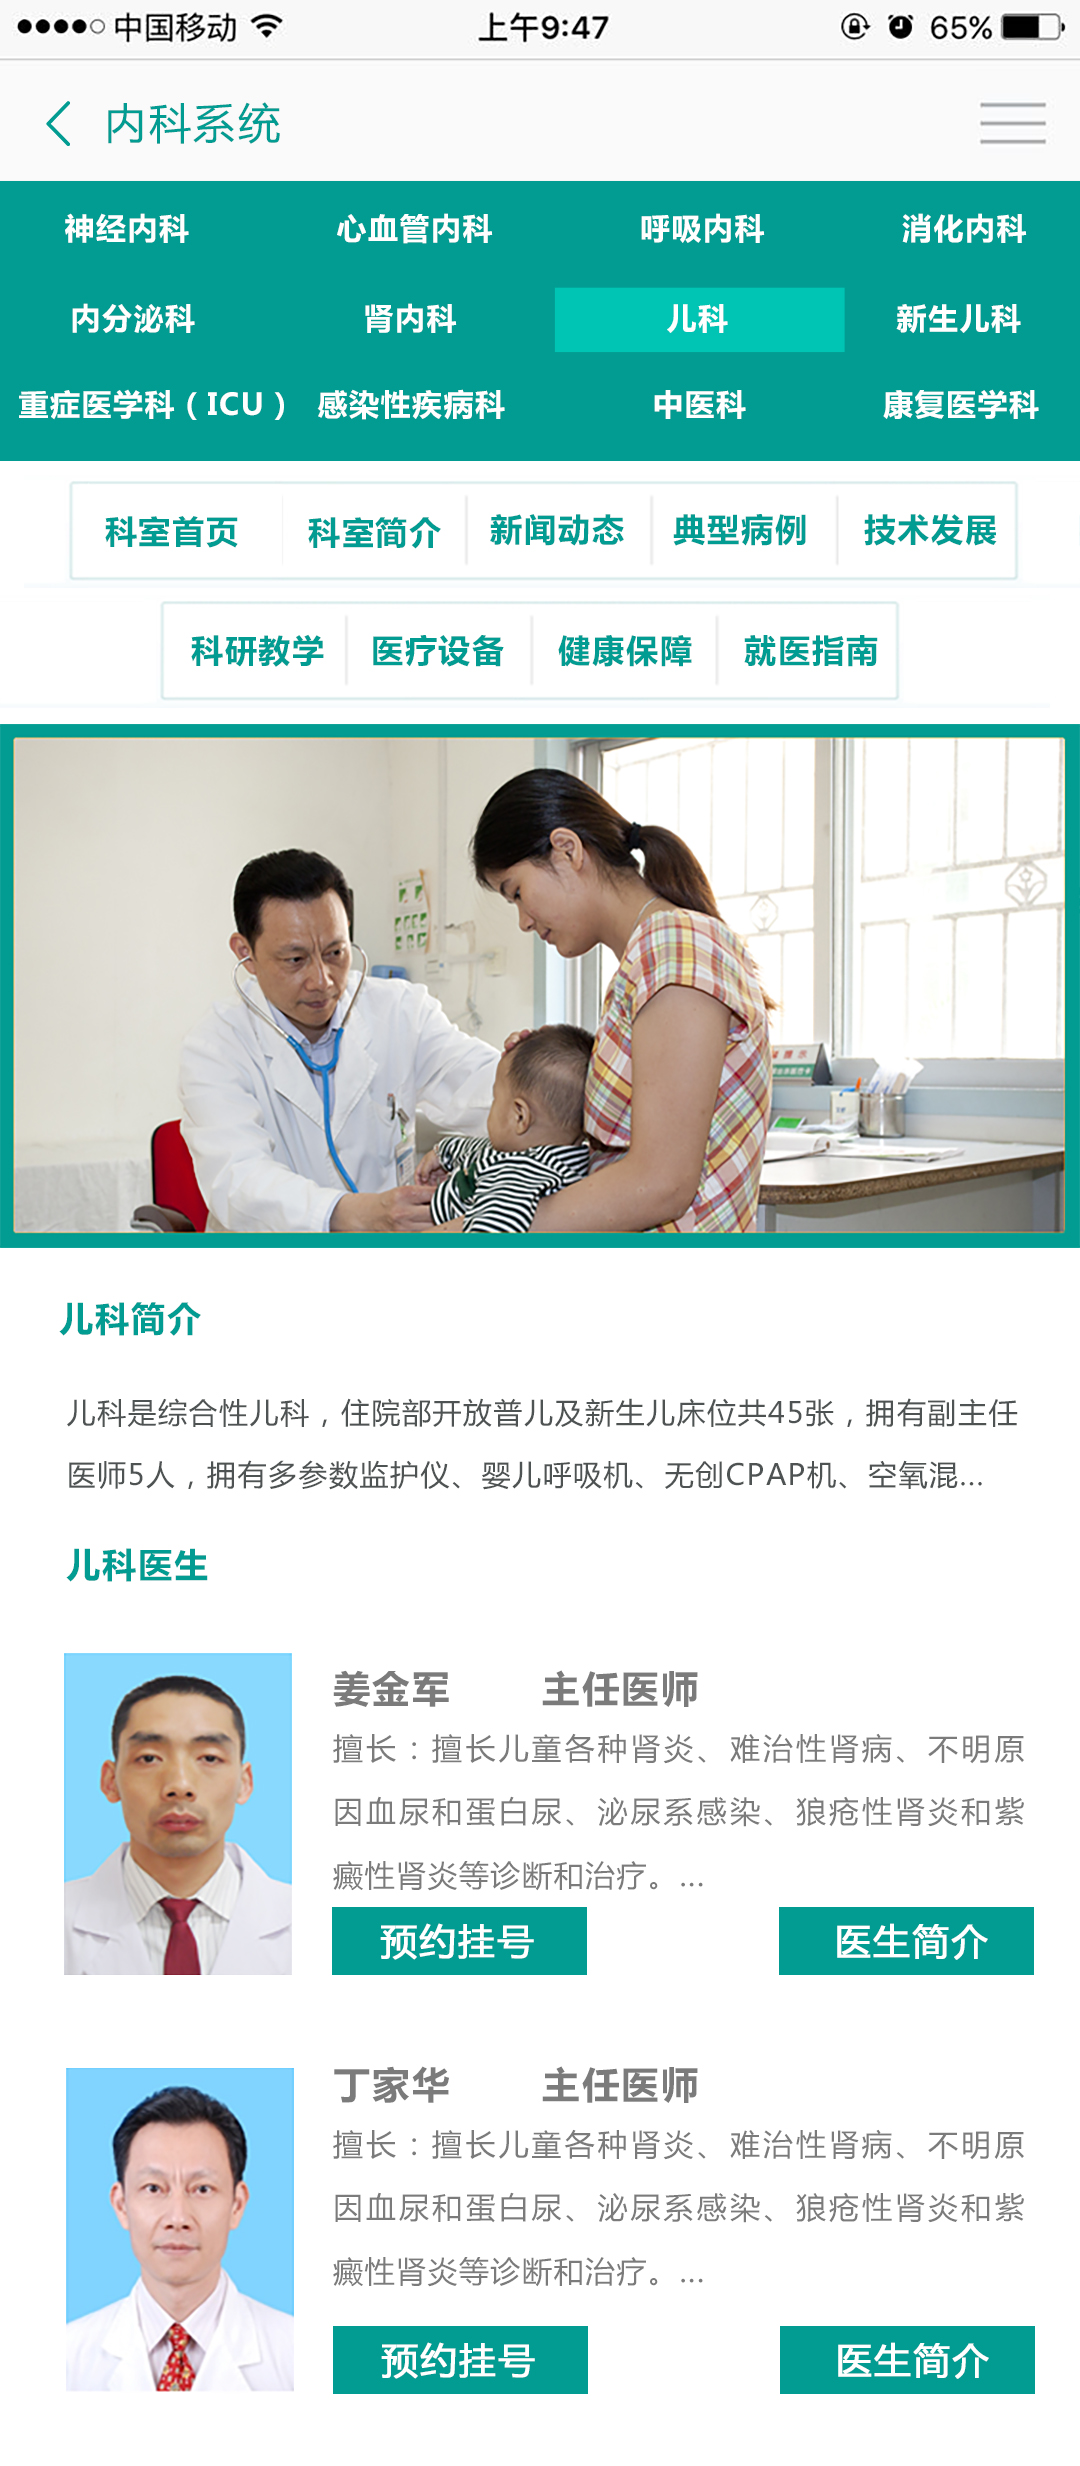 中国移动 上午9:47 65%
内科系统
神经内科 心血管内科 呼吸内科 消化内科
内分泌科 肾内科 儿科 新生儿科
重症医学科（ICU） 感染性疾病科 中医科 康复医学科
科室首页 科室简介 新闻动态 典型病例 技术发展
科研教学 医疗设备 健康保障 就医指南
儿科简介
儿科是综合性儿科，住院部开放普儿及新生儿床位共45张，拥有副主任
医师5人，拥有多参数监护仪、婴儿呼吸机、无创CPAP机、空氧混...
儿科医生
姜金军 主任医师
擅长：擅长儿童各种肾炎、难治性肾病、不明原
因血尿和蛋白尿、泌尿系感染、狼疮性肾炎和紫
癜性肾炎等诊断和治疗。...
预约挂号 医生简介
丁家华 主任医师
擅长：擅长儿童各种肾炎、难治性肾病、不明原
因血尿和蛋白尿、泌尿系感染、狼疮性肾炎和紫
癜性肾炎等诊断和治疗。...
预约挂号 医生简介